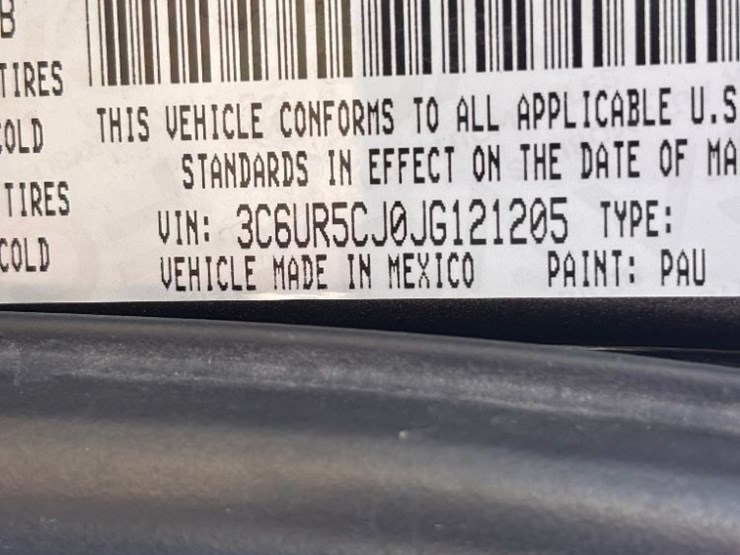 B
TIRES
COLD
THIS VEHICLE CONFORMS TO ALL APPLICABLE U.S
STANDARDS IN EFFECT ON THE DATE OF MA
TIRES
VIN: 3C6UR5CJ0JG121205 TYPE:
COLD
VEHICLE MADE IN MEXICO PAINT: PAU